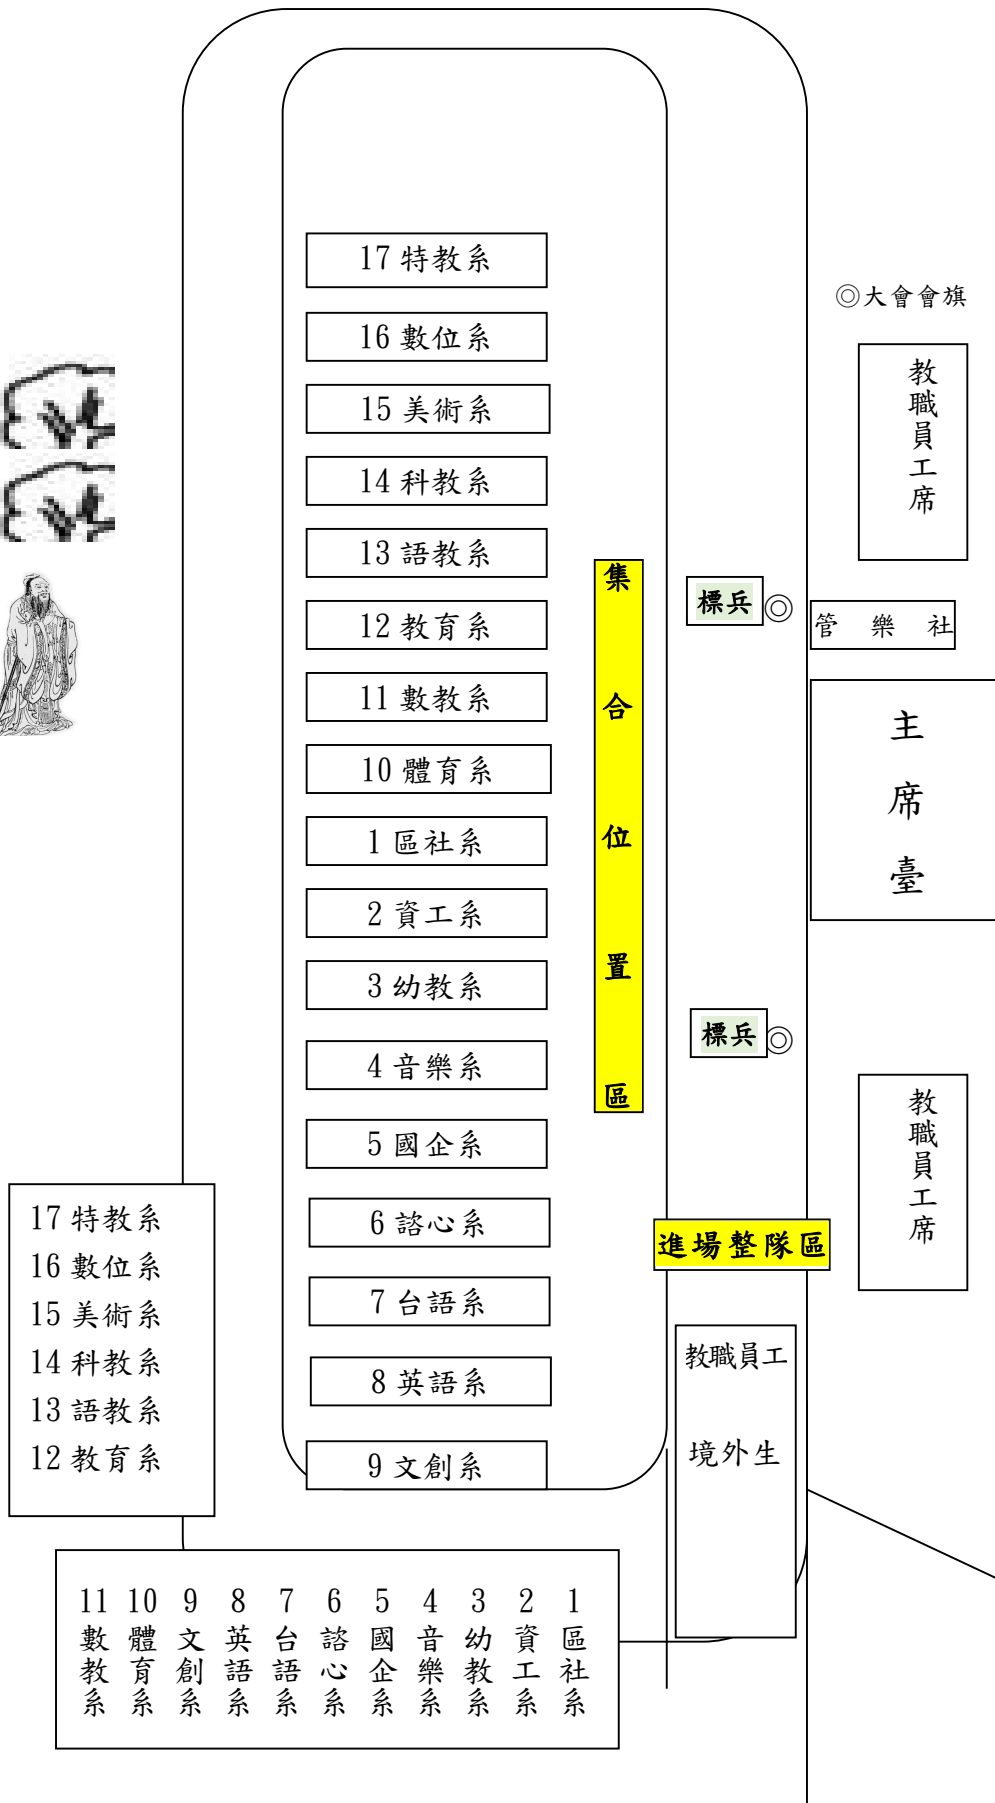 17 特教系
16 數位系
15 美術系
14 科教系
13 語教系
12 教育系
11 數教系
10 體育系
1 區社系
2 資工系
3 幼教系
4 音樂系
5 國企系
6 諮心系
7 台語系
8 英語系
9 文創系
集合位置區
標兵◎
標兵◎
◎大會會旗
教職員工席
管樂社
主席臺
教職員工席
進場整隊區
教職員工
境外生
17 特教系
16 數位系
15 美術系
14 科教系
13 語教系
12 教育系
11 數教系
10 體育系
9 文創系
8 英語系
7 台語系
6 諮心系
5 國企系
4 音樂系
3 幼教系
2 資工系
1 區社系